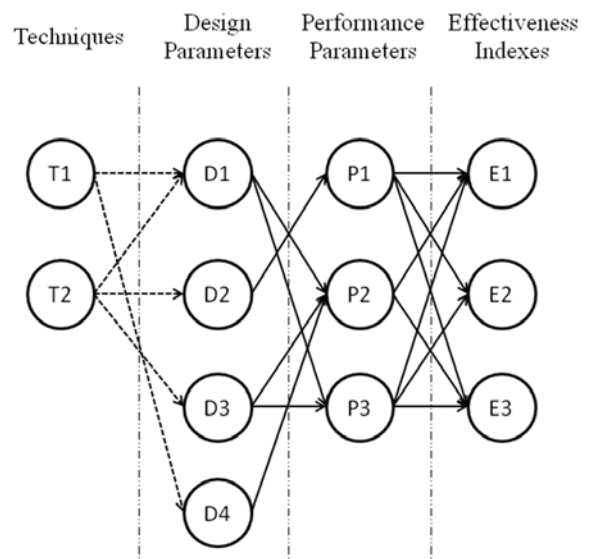 Techniques
Design
Parameters
Performance
Parameters
Effectiveness
Indexes
T1
D1
P1
E1
T2
D2
P2
E2
D3
P3
E3
D4